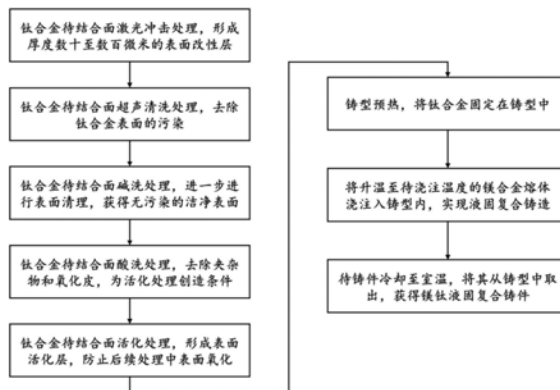 钛合金待结合面激光冲击处理，形成
厚度数十至数百微米的表面改性层
钛合金待结合面超声清洗处理，去除
钛合金表面的污染
钛合金待结合面碱洗处理，进一步进
行表面清理，获得无污染的洁净表面
钛合金待结合面酸洗处理，去除夹杂
物和氧化皮，为活化处理创造条件
钛合金待结合面活化处理，形成表面
活化层，防止后续处理中表面氧化
铸型预热，将钛合金固定在铸型中
将升温至待浇注温度的镁合金熔体
浇注入铸型内，实现液固复合铸造
待铸件冷却至室温，将其从铸型中取
出，获得镁钛液固复合铸件